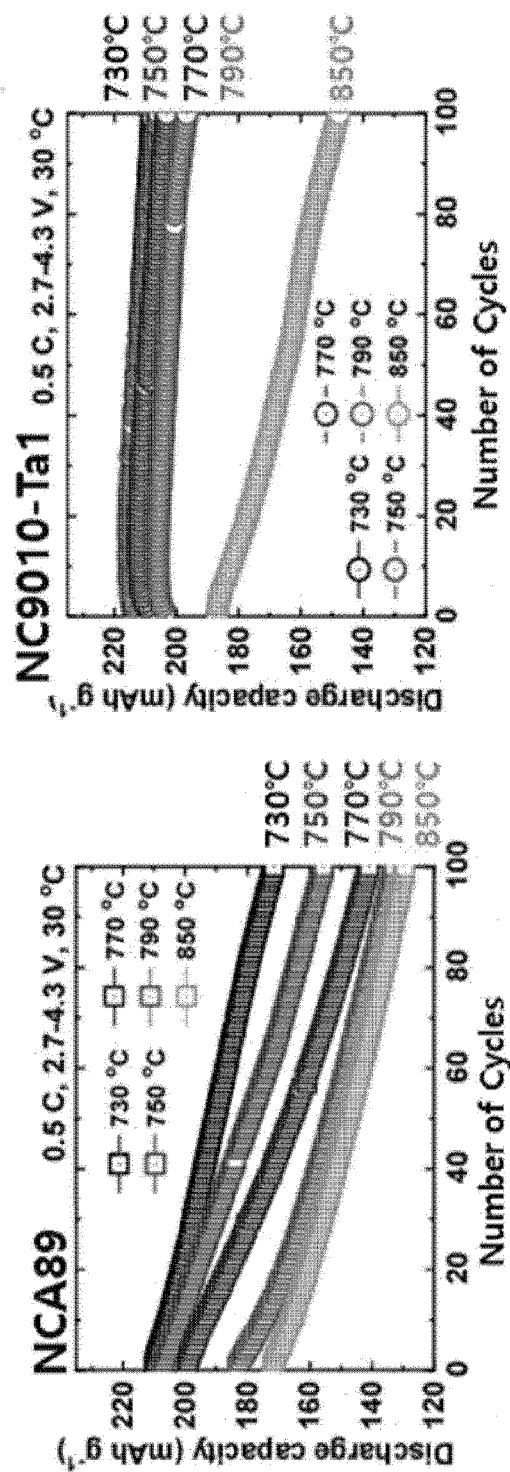 NCA89
0.5 C, 2.7-4.3 V, 30 °C
730 °C
770 °C
750 °C
790 °C
850 °C
730°C
750°C
770°C
790°C
850°C
220
200
180
160
140
120
0
20
40
60
80
100
Discharge capacity (mAh g⁻¹)
Number of Cycles
NC9010-Ta1
0.5 C, 2.7-4.3 V, 30 °C
730°C
750°C
770°C
790°C
850°C
730 °C
770 °C
750 °C
790 °C
850 °C
220
200
180
160
140
120
0
20
40
60
80
100
Discharge capacity (mAh g⁻¹)
Number of Cycles